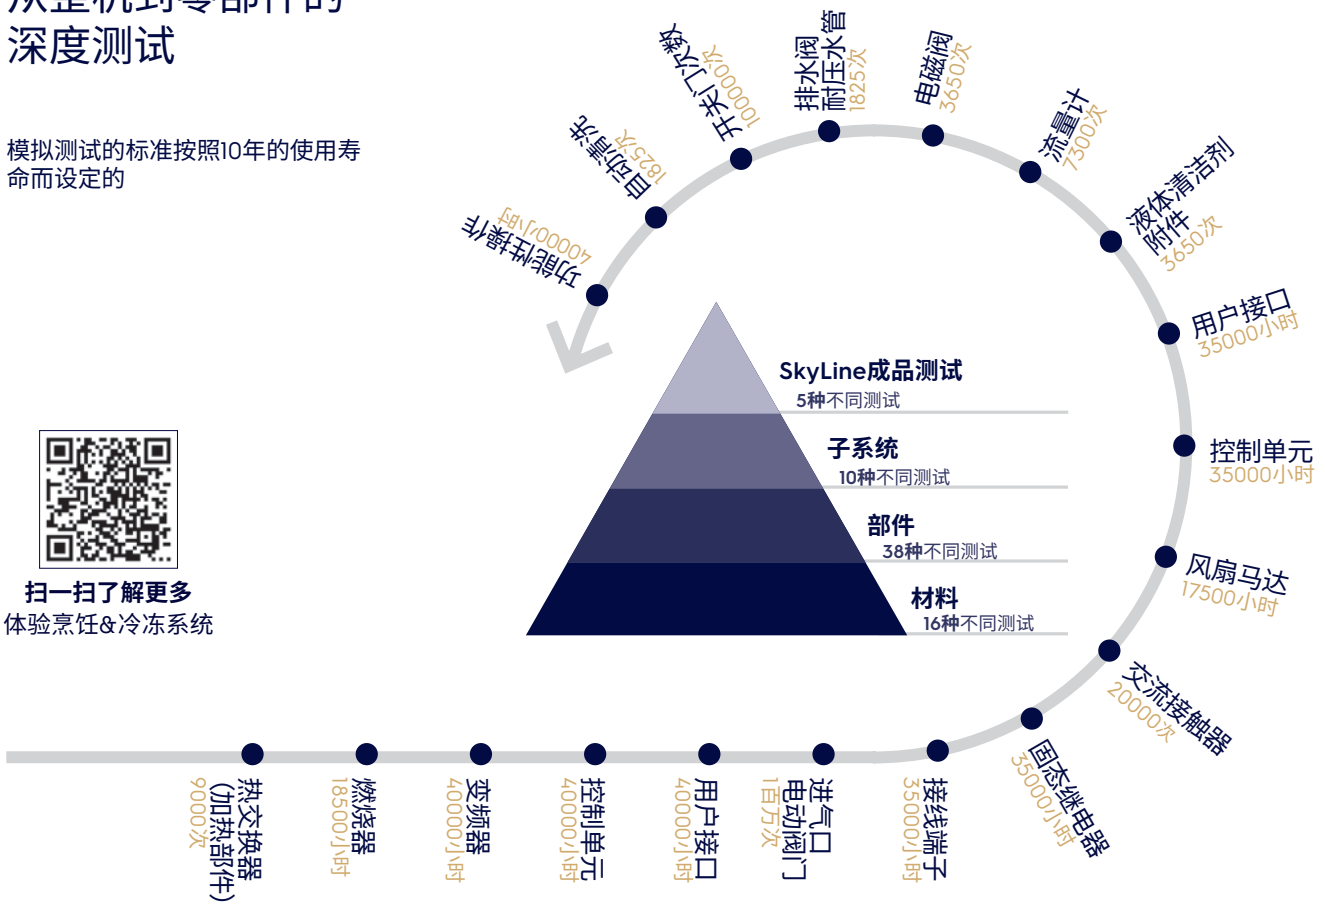 从整机到零部件的
深度测试
模拟测试的标准按照10年的使用寿
命而设定的
功能性操作
40000小时
自动清洗
1825次
开关门次数
100000次
排水阀
耐压水管
1825次
电磁阀
3650次
流量计
7300次
液体清洁剂
附件
3650次
用户接口
35000小时
控制单元
35000小时
风扇马达
17500小时
交流接触器
20000次
固态继电器
35000小时
接线端子
35000小时
进气口
电动阀门
1百万次
用户接口
40000小时
控制单元
40000小时
变频器
40000小时
燃烧器
18500小时
热交换器
(加热部件)
9000次
SkyLine成品测试
5种不同测试
子系统
10种不同测试
部件
38种不同测试
材料
16种不同测试
扫一扫了解更多
体验烹饪&冷冻系统